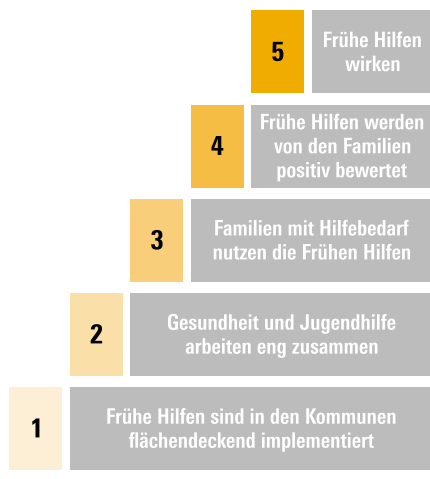 5
Frühe Hilfen
wirken
4
Frühe Hilfen werden
von den Familien
positiv bewertet
3
Familien mit Hilfebedarf
nutzen die Frühen Hilfen
2
Gesundheit und Jugendhilfe
arbeiten eng zusammen
1
Frühe Hilfen sind in den Kommunen
flächendeckend implementiert